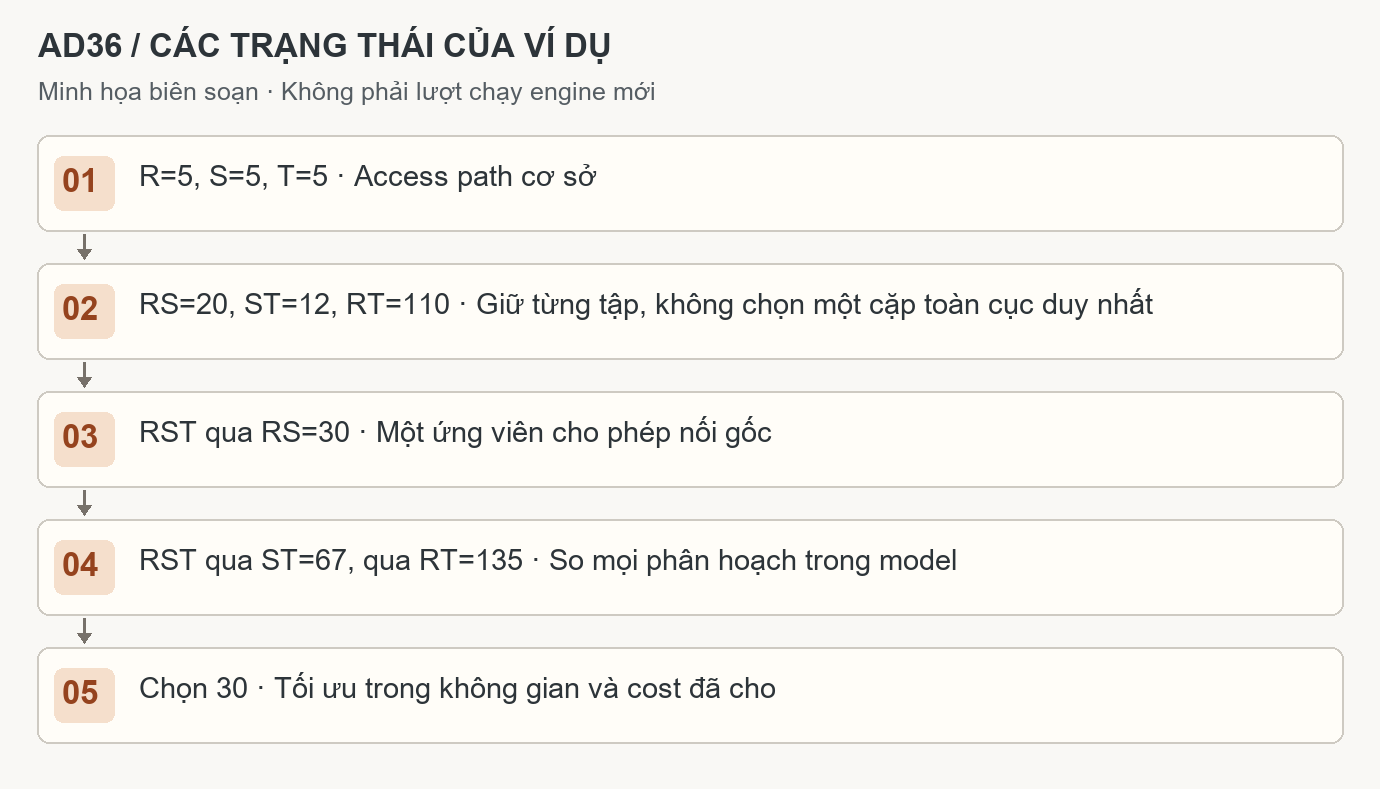 AD36 / CÁC TRẠNG THÁI CỦA VÍ DỤ
Minh họa biên soạn · Không phải lượt chạy engine mới
01 R=5, S=5, T=5 · Access path cơ sở
02 RS=20, ST=12, RT=110 · Giữ từng tập, không chọn một cặp toàn cục duy nhất
03 RST qua RS=30 · Một ứng viên cho phép nối gốc
04 RST qua ST=67, qua RT=135 · So mọi phân hoạch trong model
05 Chọn 30 · Tối ưu trong không gian và cost đã cho